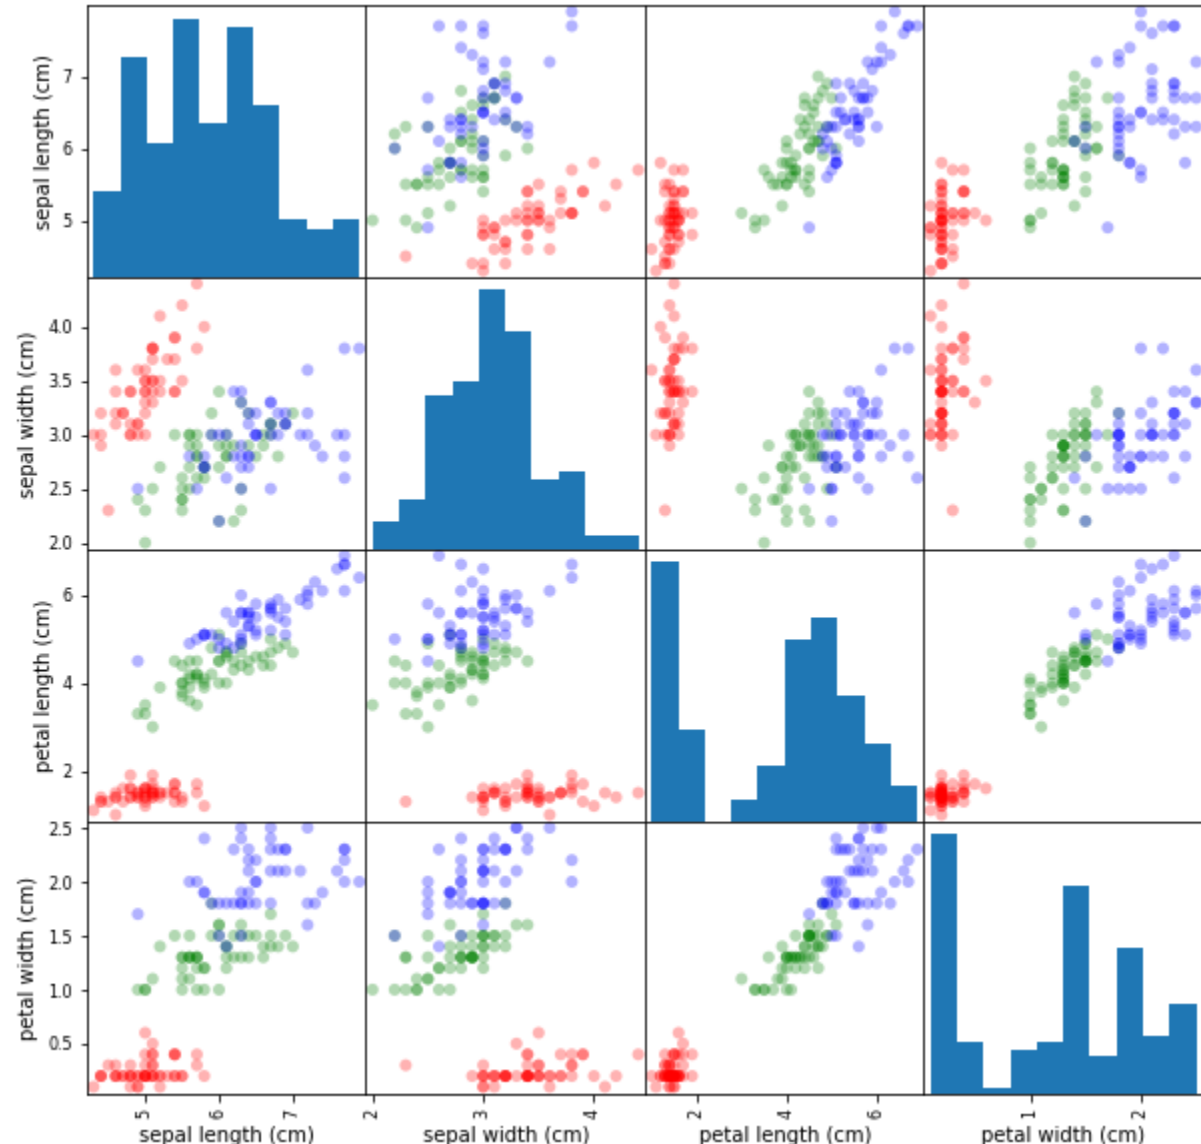 sepal length (cm)
7
6
5
sepal width (cm)
4.0
3.5
3.0
2.5
2.0
petal length (cm)
6
4
2
petal width (cm)
2.5
2.0
1.5
1.0
0.5
5 6 7 2 3 4 2 4 6 1 2
sepal length (cm) sepal width (cm) petal length (cm) petal width (cm)